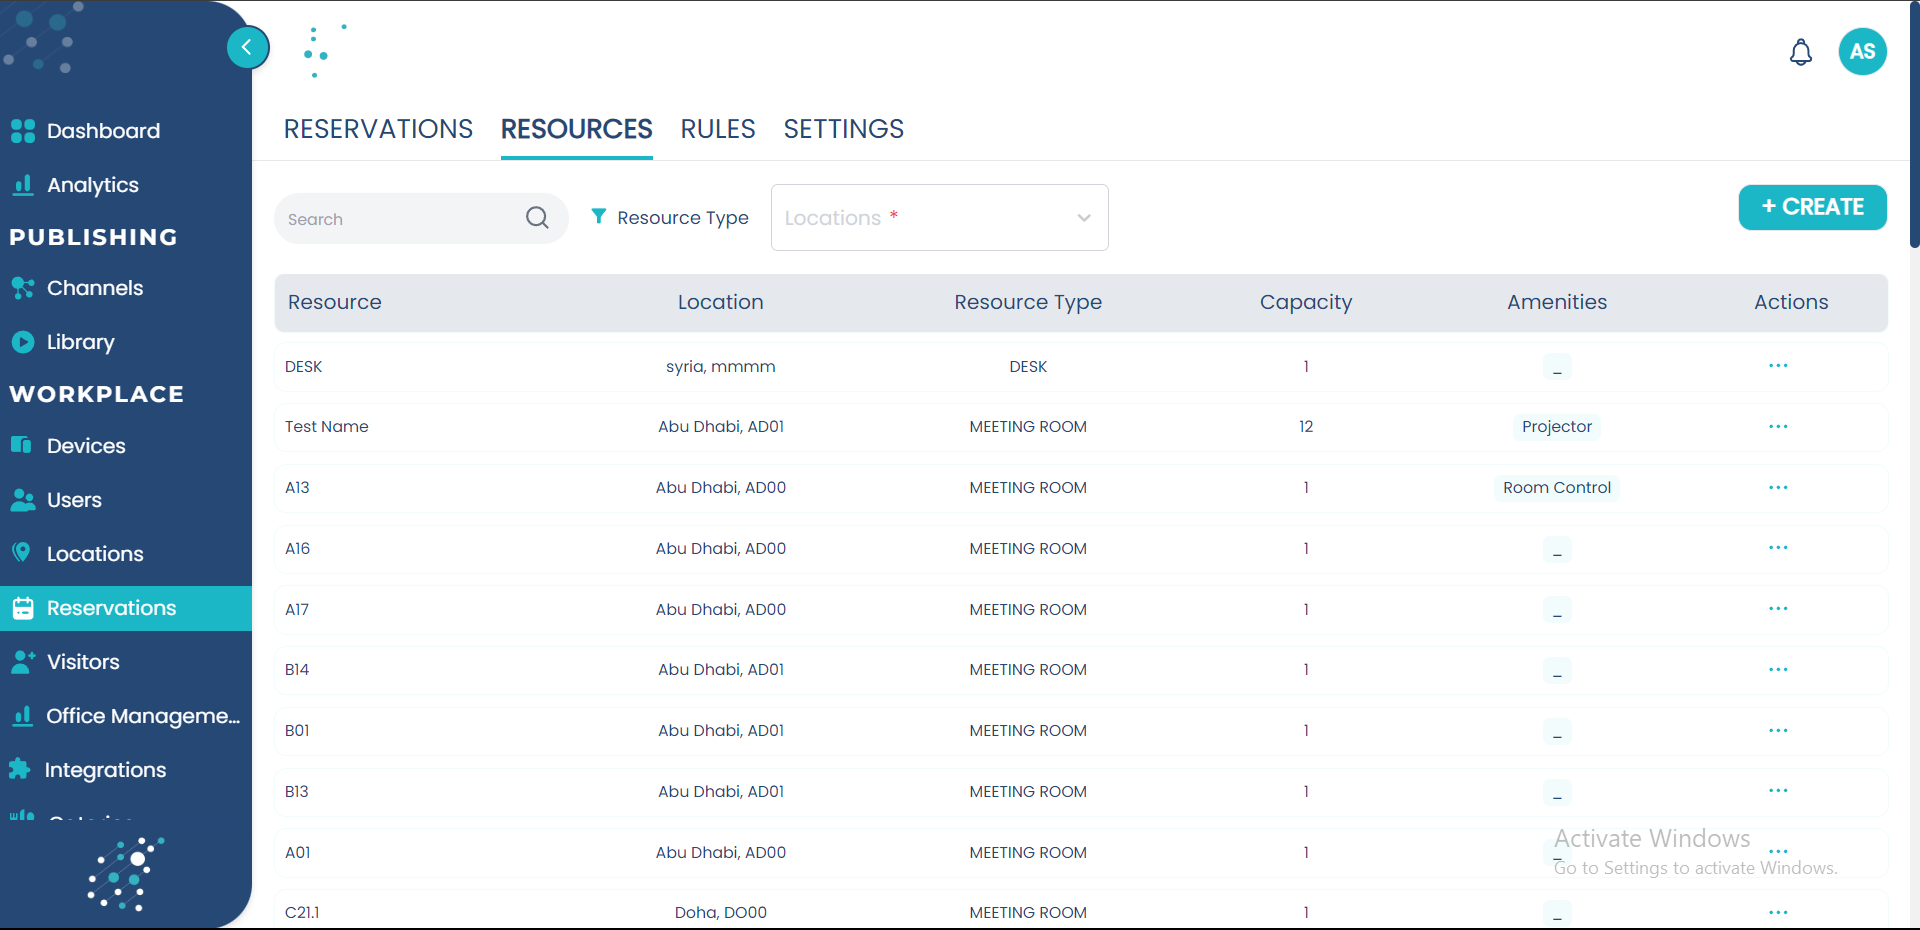 AS
Dashboard
Analytics
PUBLISHING
Channels
Library
WORKPLACE
Devices
Users
Locations
Reservations
Visitors
Office Manageme...
Integrations
RESERVATIONS RESOURCES RULES SETTINGS
Search
Resource Type
Locations *
+ CREATE
Resource Location Resource Type Capacity Amenities Actions
DESK syria, mmmm DESK 1 _ ...
Test Name Abu Dhabi, AD01 MEETING ROOM 12 Projector ...
A13 Abu Dhabi, AD00 MEETING ROOM 1 Room Control ...
A16 Abu Dhabi, AD00 MEETING ROOM 1 _ ...
A17 Abu Dhabi, AD00 MEETING ROOM 1 _ ...
B14 Abu Dhabi, AD01 MEETING ROOM 1 _ ...
B01 Abu Dhabi, AD01 MEETING ROOM 1 _ ...
B13 Abu Dhabi, AD01 MEETING ROOM 1 _ ...
A01 Abu Dhabi, AD00 MEETING ROOM 1 _ ...
C21.1 Doha, DO00 MEETING ROOM 1 _ ...
Activate Windows
Go to Settings to activate Windows.